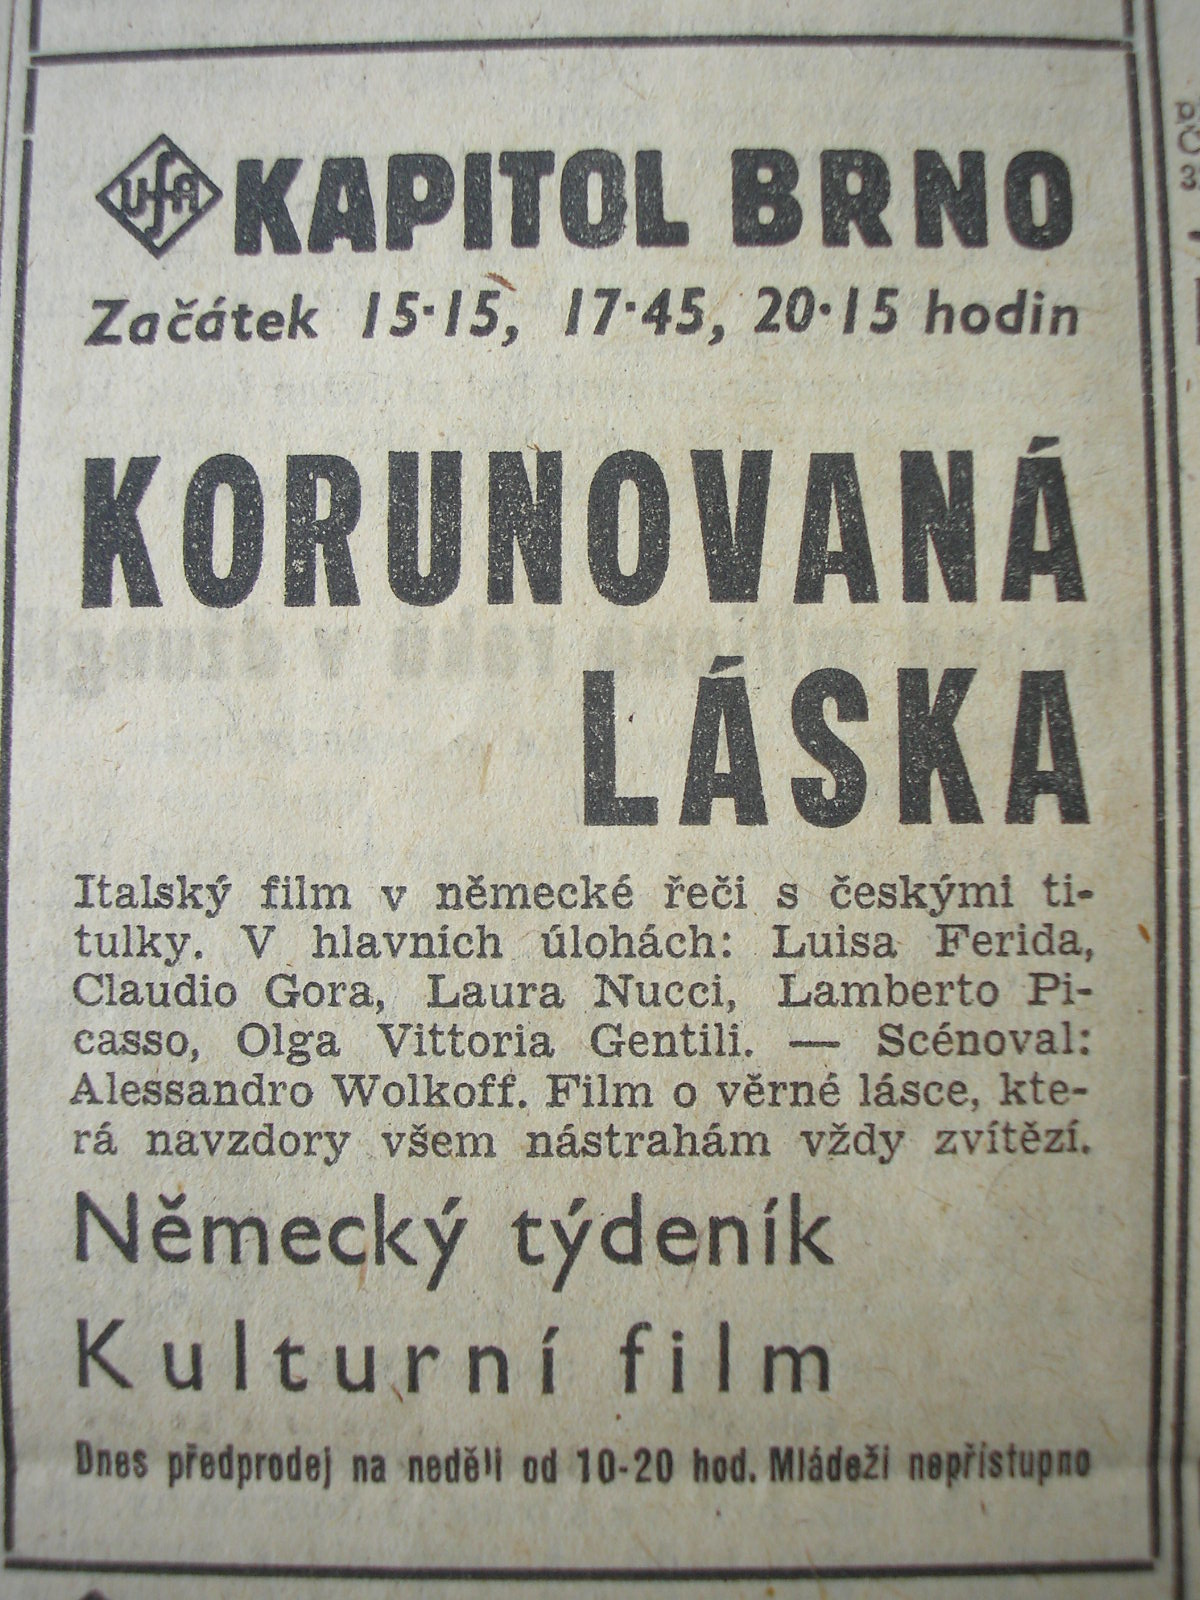 UFA KAPITOL BRNO
Začátek 15·15, 17·45, 20·15 hodin
KORUNOVANÁ
LÁSKA
Italský film v německé řeči s českými ti-
tulky. V hlavních úlohách: Luisa Ferida,
Claudio Gora, Laura Nucci, Lamberto Pi-
casso, Olga Vittoria Gentili. — Scénoval:
Alessandro Wolkoff. Film o věrné lásce, kte-
rá navzdory všem nástrahám vždy zvítězí.
Německý týdeník
Kulturní film
Dnes předprodej na neděli od 10-20 hod. Mládeži nepřístupno